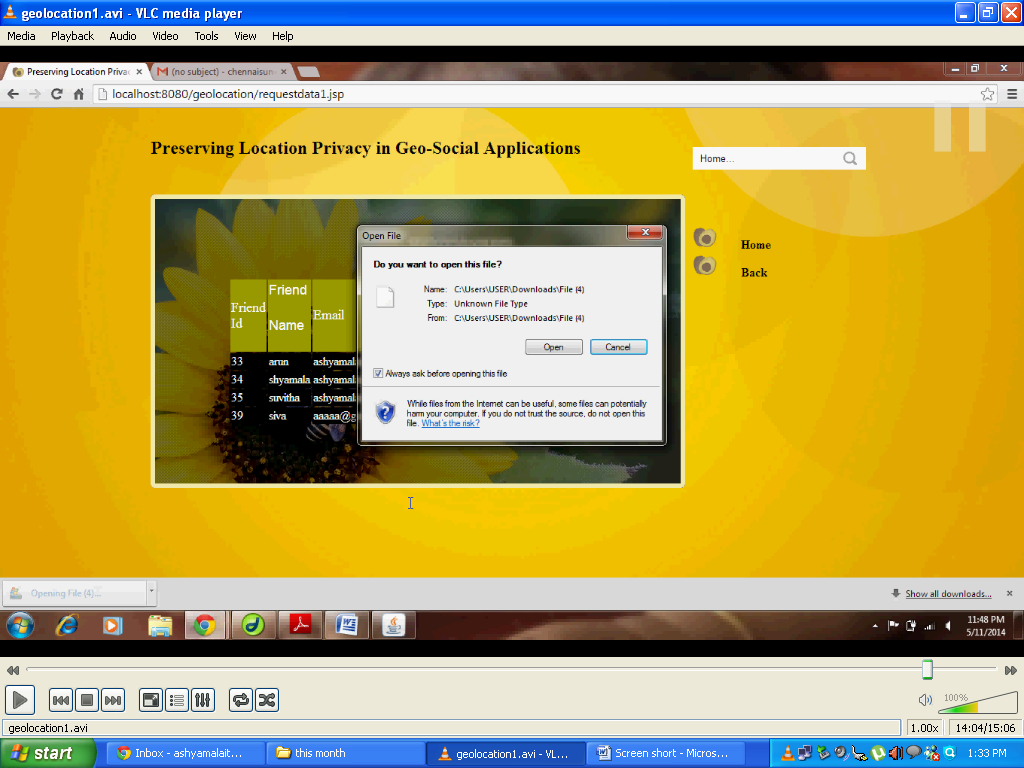 geolocation1.avi - VLC media player
Media Playback Audio Video Tools View Help
Preserving Location Priva
(no subject) - chennaisun
localhost:8080/geolocation/requestdata1.jsp
Preserving Location Privacy in Geo-Social Applications
Home...
Home
Back
Friend Id
Friend Name
Email
33 arun ashyamal
34 shyamala ashyamal
35 suvitha ashyamal
39 siva aaaaa@g
Open File
Do you want to open this file?
Name: C:\Users\USER\Downloads\File (4)
Type: Unknown File Type
From: C:\Users\USER\Downloads\File (4)
Open Cancel
Always ask before opening this file
While files from the Internet can be useful, some files can potentially
harm your computer. If you do not trust the source, do not open this
file. What's the risk?
Opening File (4)...
Show all downloads...
11:48 PM
5/11/2014
100%
geolocation1.avi
1.00x
14:04/15:06
start
Inbox - ashyamalait...
this month
geolocation1.avi - VL...
Screen short - Micros...
1:33 PM